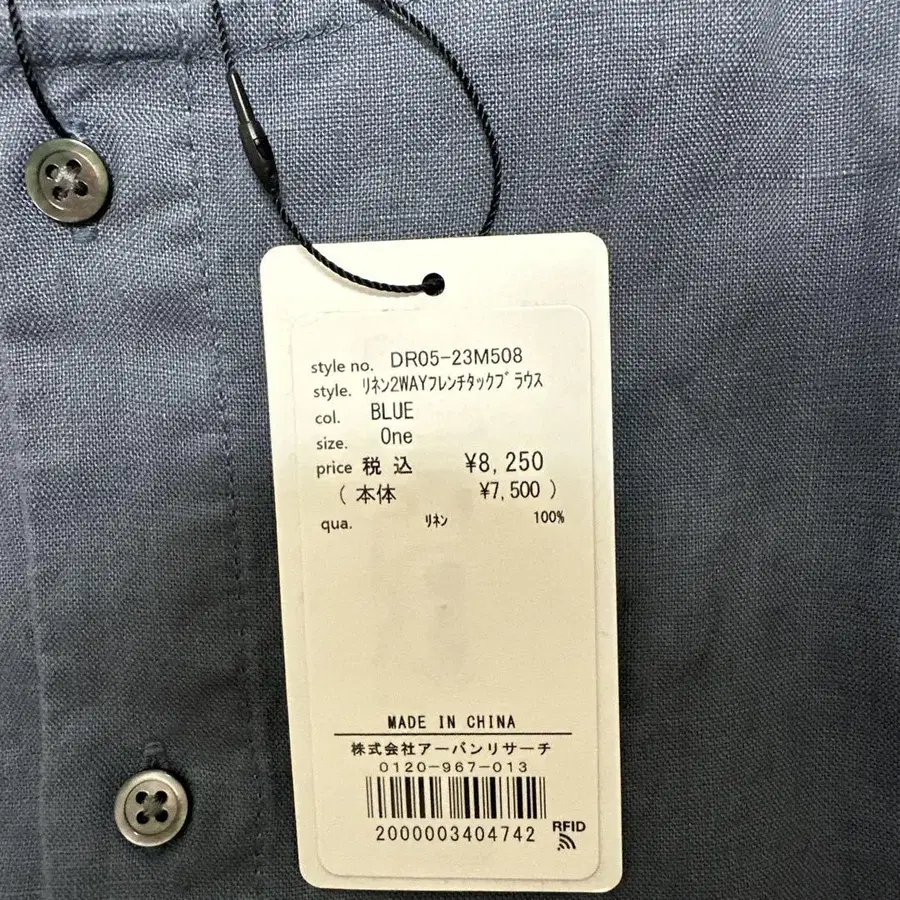 style no. DR05-23M508
style. ﾘﾈﾝ2WAYﾌﾚﾝﾁﾀｯｸﾌﾞﾗｳｽ
col. BLUE
size. One
price 税込 ¥8,250
(本体 ¥7,500)
qua. ﾘﾈﾝ 100%
MADE IN CHINA
株式会社アーバンリサーチ
0120-967-013
2000003404742
RFID